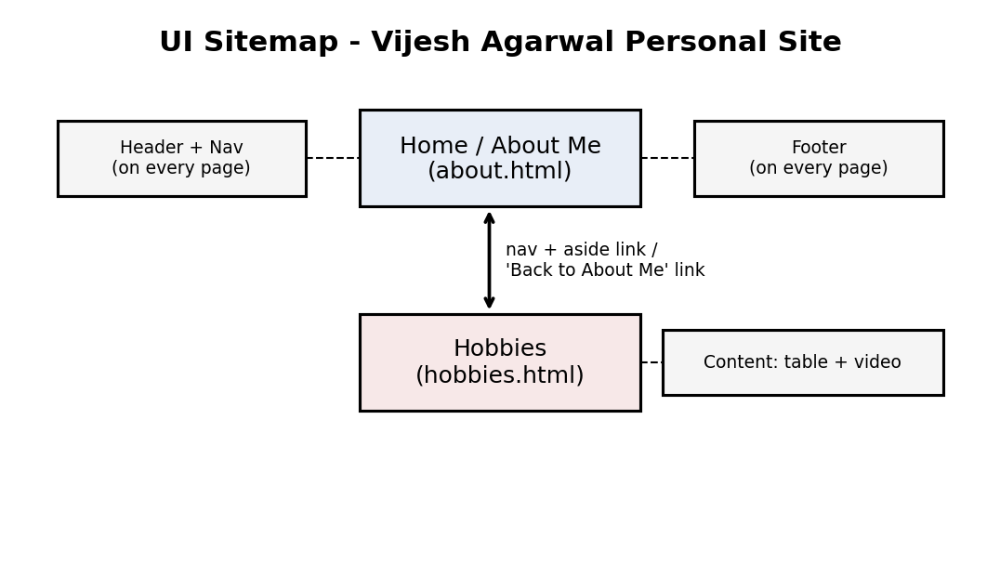 UI Sitemap - Vijesh Agarwal Personal Site
Header + Nav
(on every page)
Home / About Me
(about.html)
Footer
(on every page)
nav + aside link /
'Back to About Me' link
Hobbies
(hobbies.html)
Content: table + video